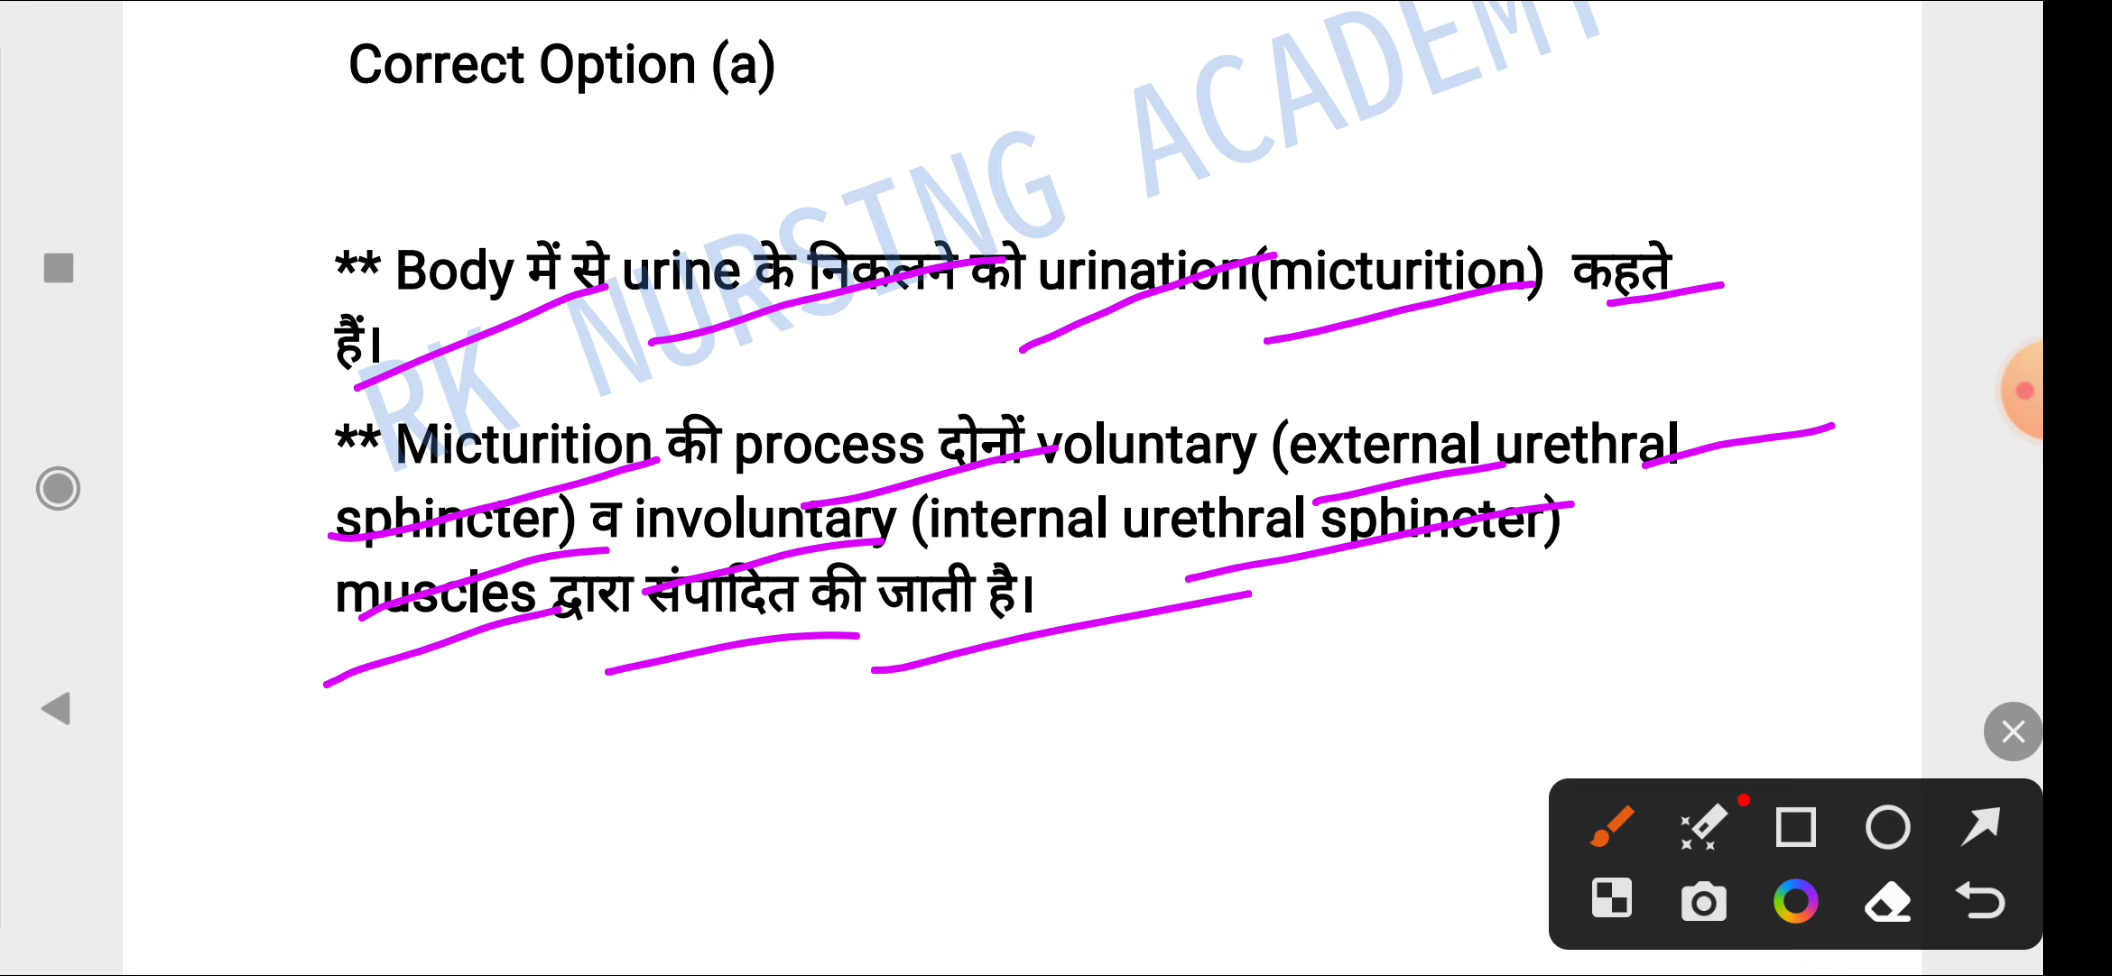 Correct Option (a)
RK NURSING ACADEMY
** Body में से urine के निकलने को urination(micturition) कहते
हैं।
** Micturition की process दोनों voluntary (external urethral
sphincter) व involuntary (internal urethral sphincter)
muscles द्वारा संपादित की जाती है।